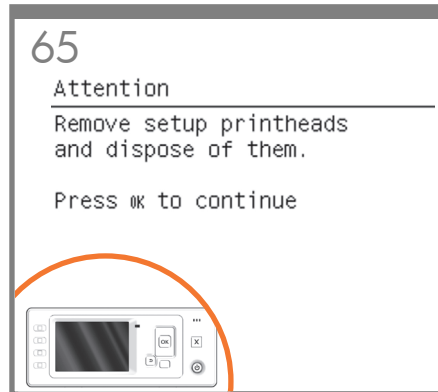 65
Attention
Remove setup printheads
and dispose of them.
Press OK to continue
OK
X